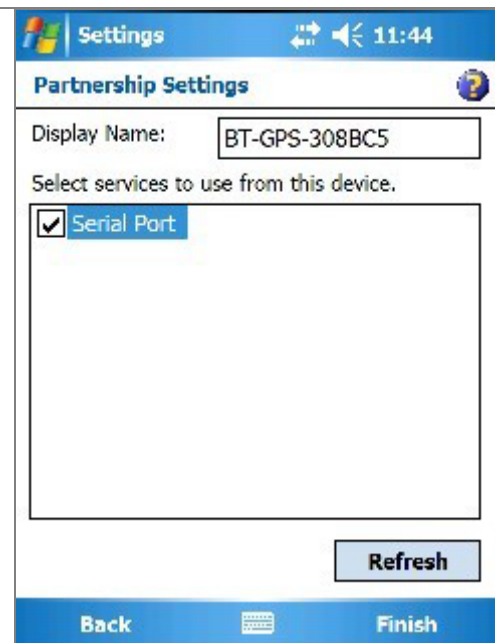 Settings 11:44
Partnership Settings
Display Name: BT-GPS-308BC5
Select services to use from this device.
Serial Port
Refresh
Back Finish